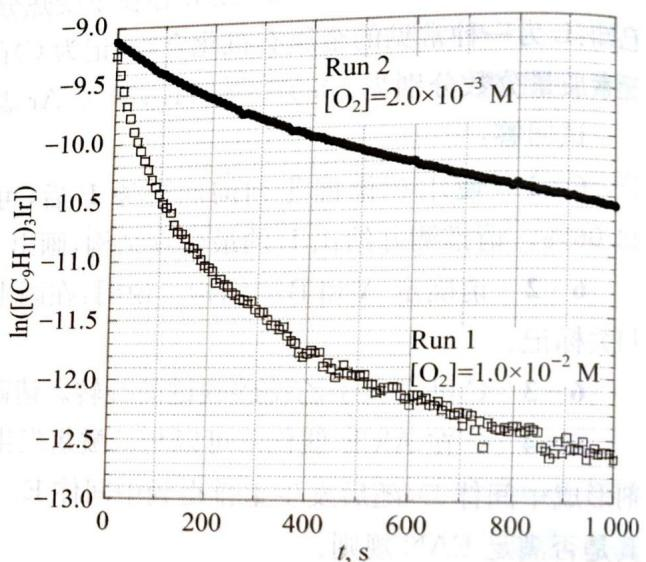 −9.0
−9.5
−10.0
−10.5
−11.0
−11.5
−12.0
−12.5
−13.0
ln([(C₉H₁₁)₃Ir])
Run 2
[O₂]=2.0×10⁻³ M
Run 1
[O₂]=1.0×10⁻² M
0 200 400 600 800 1 000
t, s